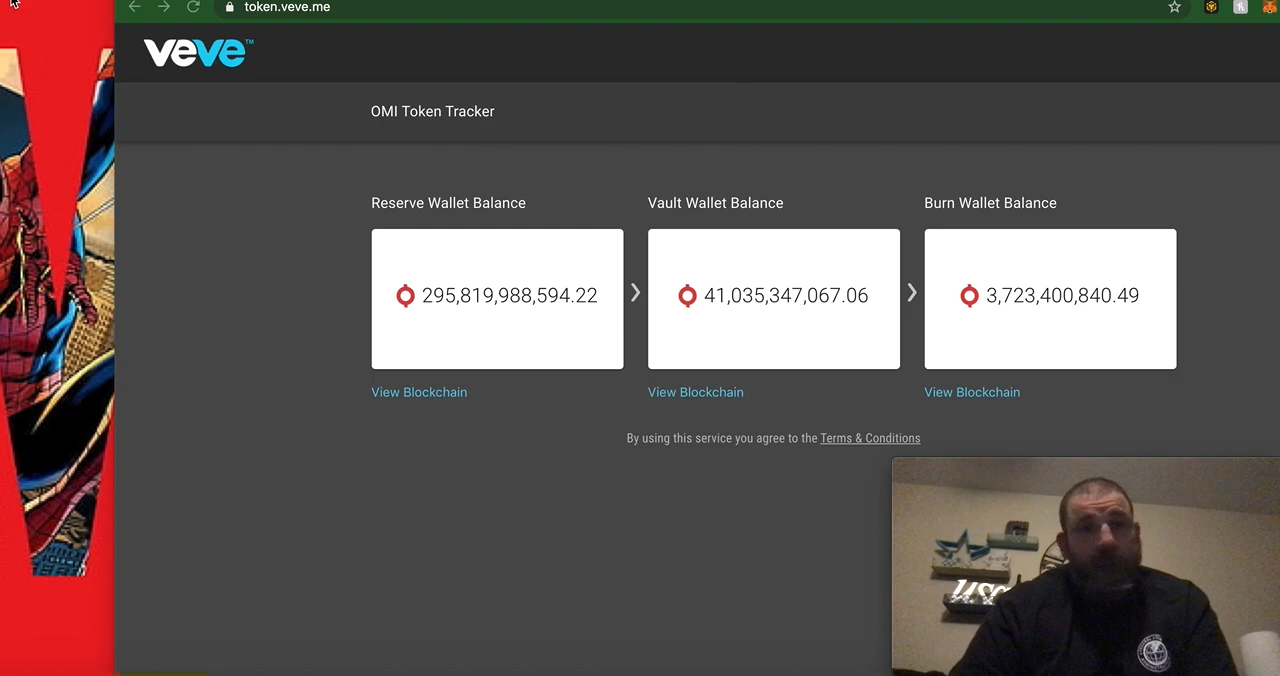 token.veve.me
veve™
OMI Token Tracker
Reserve Wallet Balance
Vault Wallet Balance
Burn Wallet Balance
295,819,988,594.22
41,035,347,067.06
3,723,400,840.49
View Blockchain
View Blockchain
View Blockchain
By using this service you agree to the Terms & Conditions